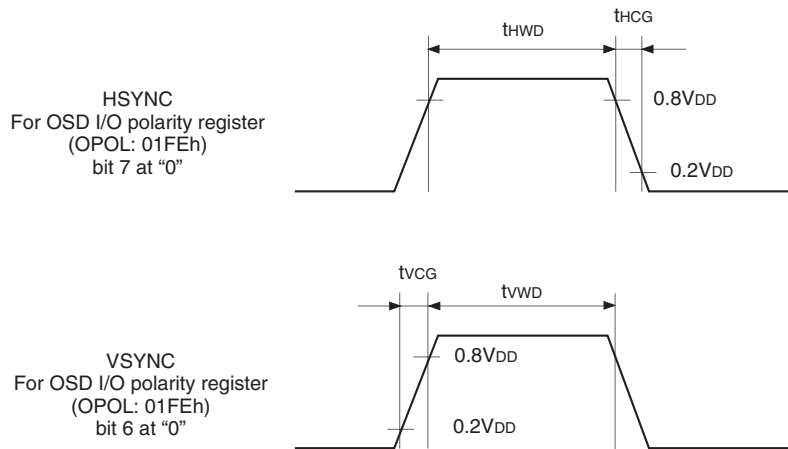 tHWD
tHCG
HSYNC
For OSD I/O polarity register
(OPOL: 01FEh)
bit 7 at “0”
0.8VDD
0.2VDD
tVCG
tVWD
VSYNC
For OSD I/O polarity register
(OPOL: 01FEh)
bit 6 at “0”
0.8VDD
0.2VDD